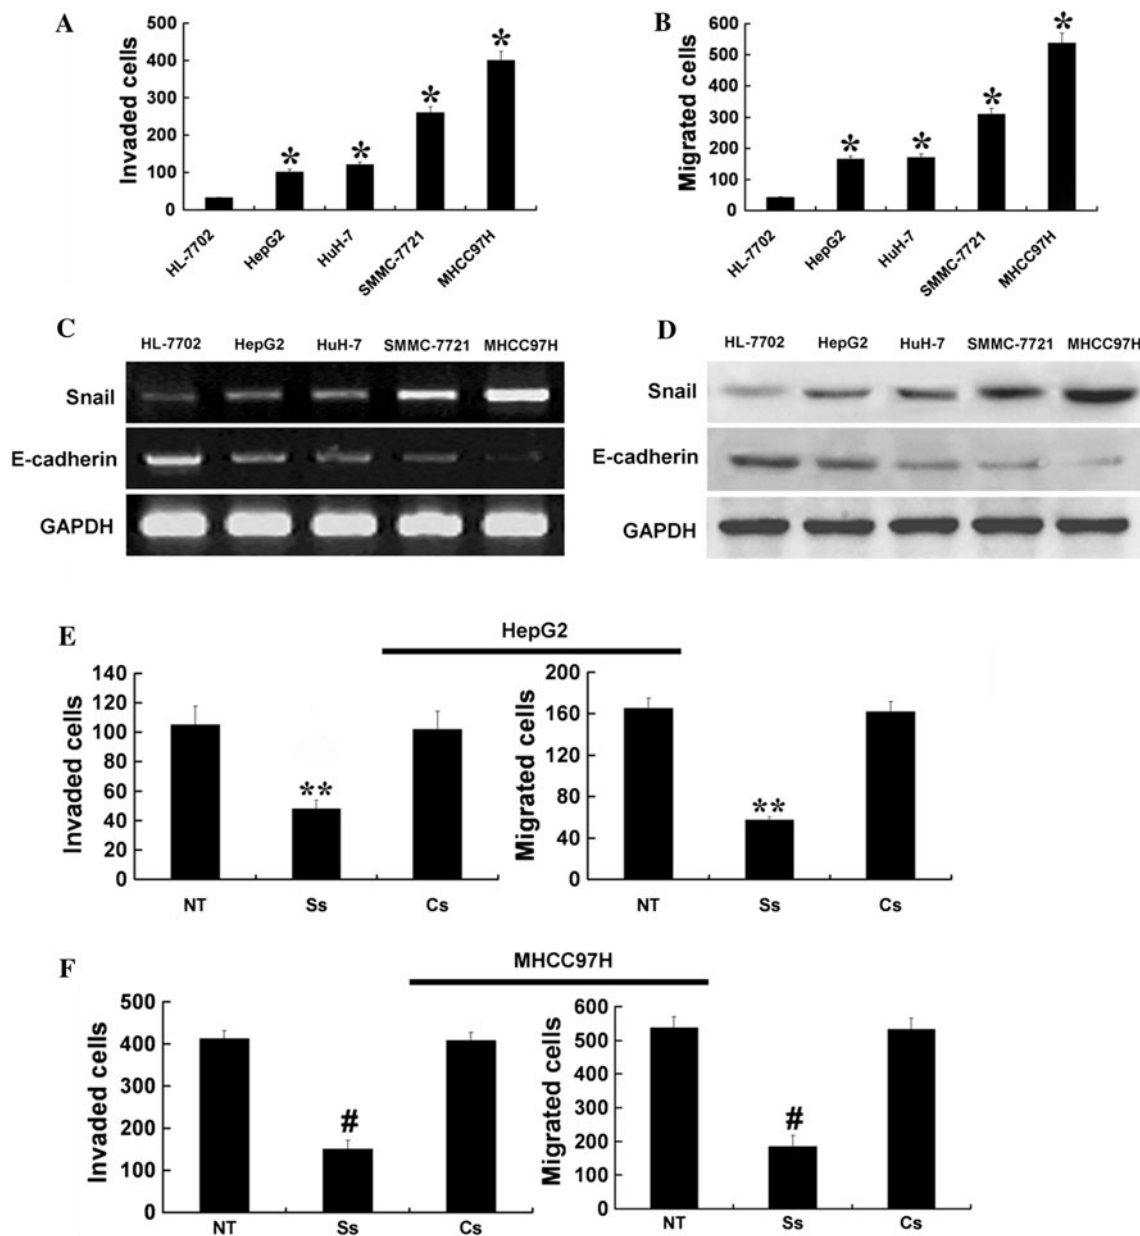 A
Invaded cells
500
400
300
200
100
0
*
*
*
*
HL-7702
HepG2
HuH-7
SMMC-7721
MHCC97H
B
Migrated cells
600
500
400
300
200
100
0
*
*
*
*
HL-7702
HepG2
HuH-7
SMMC-7721
MHCC97H
C
HL-7702 HepG2 HuH-7 SMMC-7721 MHCC97H
Snail
E-cadherin
GAPDH
D
HL-7702 HepG2 HuH-7 SMMC-7721 MHCC97H
Snail
E-cadherin
GAPDH
E
HepG2
Invaded cells
140
120
100
80
60
40
20
0
**
NT Ss Cs
Migrated cells
200
160
120
80
40
0
**
NT Ss Cs
F
MHCC97H
Invaded cells
500
400
300
200
100
0
#
NT Ss Cs
Migrated cells
600
500
400
300
200
100
0
#
NT Ss Cs